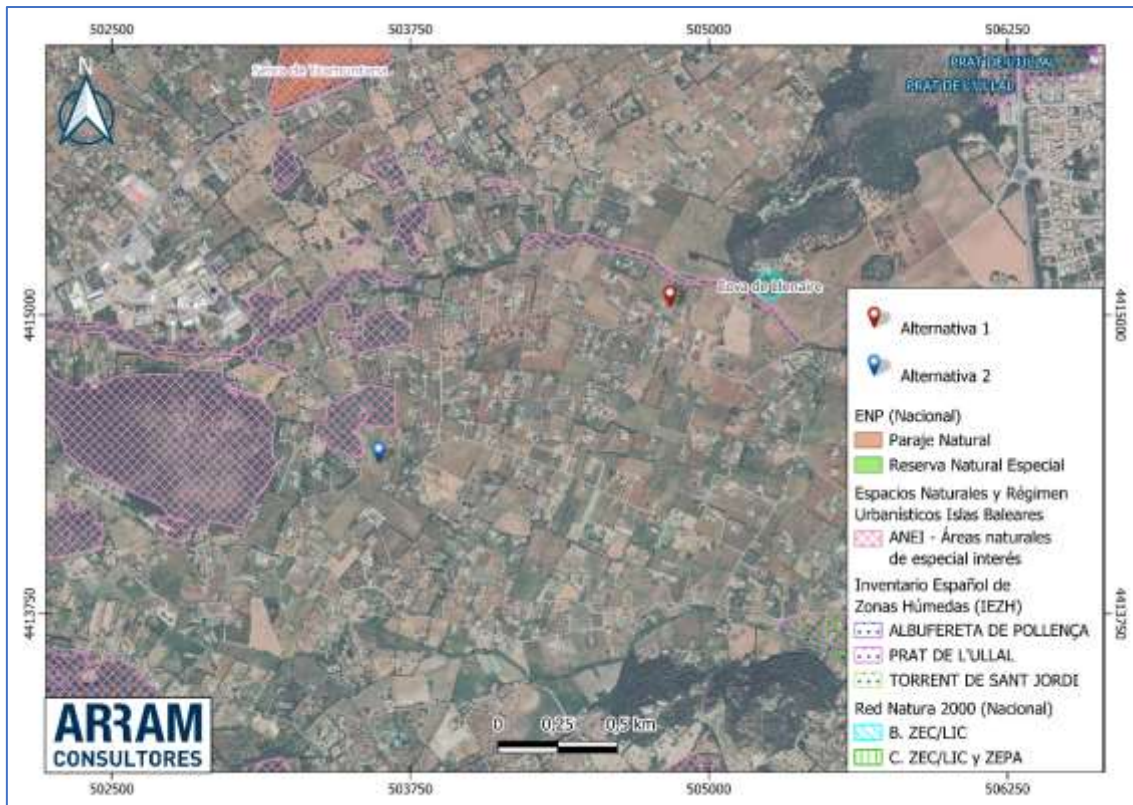 502500
503750
505000
506250
N
Serra de Tramuntana
PRAT DE L'ULLAL
PRAT DE L'ULLAL
Cova de Llenaire
4415000
4415000
4413750
4413750
Alternativa 1
Alternativa 2
ENP (Nacional)
Paraje Natural
Reserva Natural Especial
Espacios Naturales y Régimen
Urbanísticos Islas Baleares
ANEI - Áreas naturales
de especial interés
Inventario Español de
Zonas Húmedas (IEZH)
ALBUFERETA DE POLLENÇA
PRAT DE L'ULLAL
TORRENT DE SANT JORDI
Red Natura 2000 (Nacional)
B. ZEC/LIC
C. ZEC/LIC y ZEPA
0 0,25 0,5 km
ARRAM
CONSULTORES
502500
503750
505000
506250